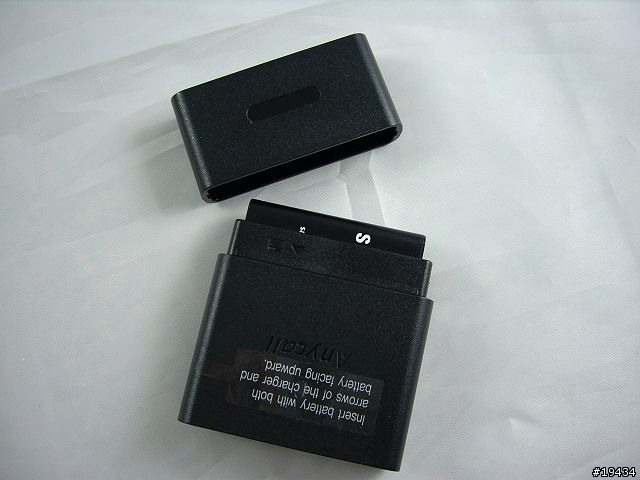 S
Anycall
Insert battery with both
arrows of the charger and
battery facing upward.
#19434